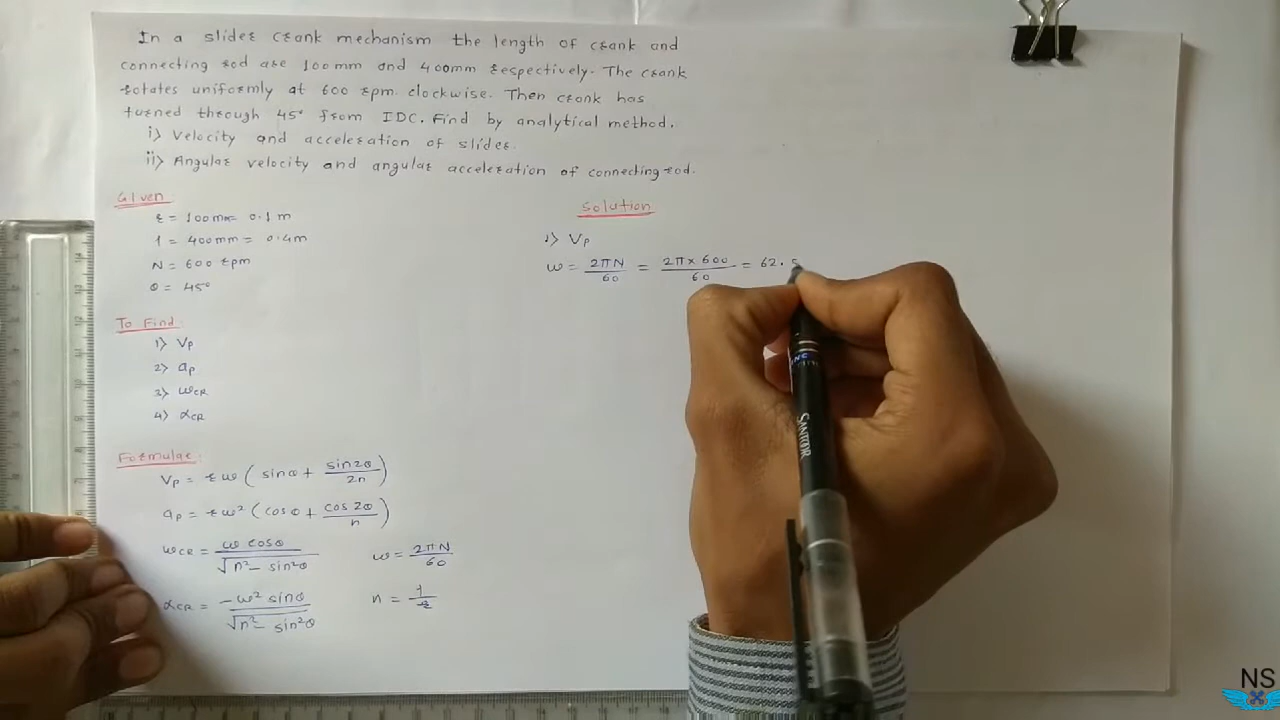 In a slider crank mechanism the length of crank and
connecting rod are 100mm and 400mm respectively. The crank
rotates uniformly at 600 rpm clockwise. Then crank has
turned through 45° from IDC. Find by analytical method.
i) Velocity and acceleration of slider.
ii) Angular velocity and angular acceleration of connecting rod.
Given
r = 100mm = 0.1 m
l = 400mm = 0.4m
N = 600 rpm
θ = 45°
To Find
1) Vp
2) ap
3) ωCR
4) αCR
Formulae
Vp = rω ( sinθ + sin2θ/2n )
ap = rω² ( cosθ + cos 2θ/n )
ωCR = ω cosθ/√n² - sin²θ
ω = 2πN/60
αCR = -ω² sinθ/√n² - sin²θ
n = l/r
Solution
1) Vp
ω = 2πN/60 = 2π × 600/60 = 62.
SANTOOR
NS